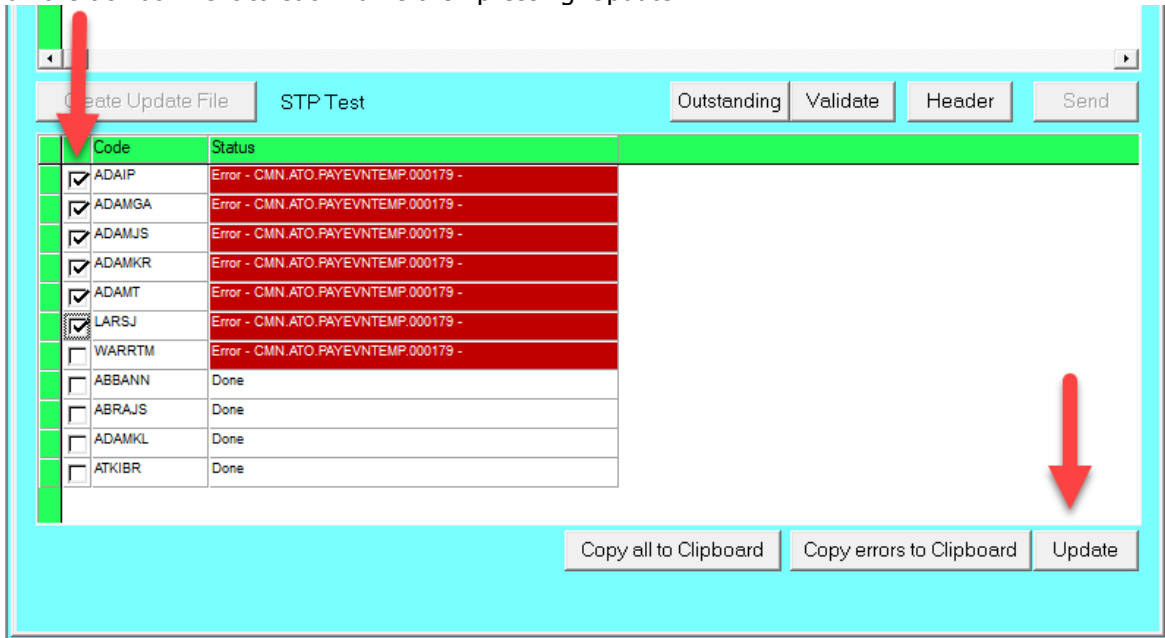 Create Update File STP Test Outstanding Validate Header Send
Code Status
ADAIP Error - CMN.ATO.PAYEVNTEMP.000179 -
ADAMGA Error - CMN.ATO.PAYEVNTEMP.000179 -
ADAMJS Error - CMN.ATO.PAYEVNTEMP.000179 -
ADAMKR Error - CMN.ATO.PAYEVNTEMP.000179 -
ADAMT Error - CMN.ATO.PAYEVNTEMP.000179 -
LARSJ Error - CMN.ATO.PAYEVNTEMP.000179 -
WARRTM Error - CMN.ATO.PAYEVNTEMP.000179 -
ABBANN Done
ABRAJS Done
ADAMKL Done
ATKIBR Done
Copy all to Clipboard Copy errors to Clipboard Update